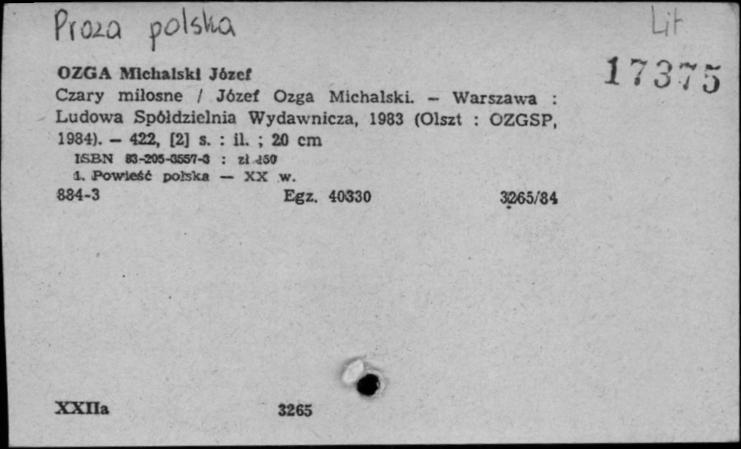 Proza polska
Lit
17375
OZGA Michalski Józef
Czary miłosne / Józef Ozga Michalski. — Warszawa :
Ludowa Spółdzielnia Wydawnicza, 1983 (Olszt : OZGSP,
1984). — 422, [2] s. : il. ; 20 cm
ISBN 83-205-3557-3 : zł 450
1. Powieść polska — XX w.
884-3 Egz. 40330 3265/84
XXIIa 3265